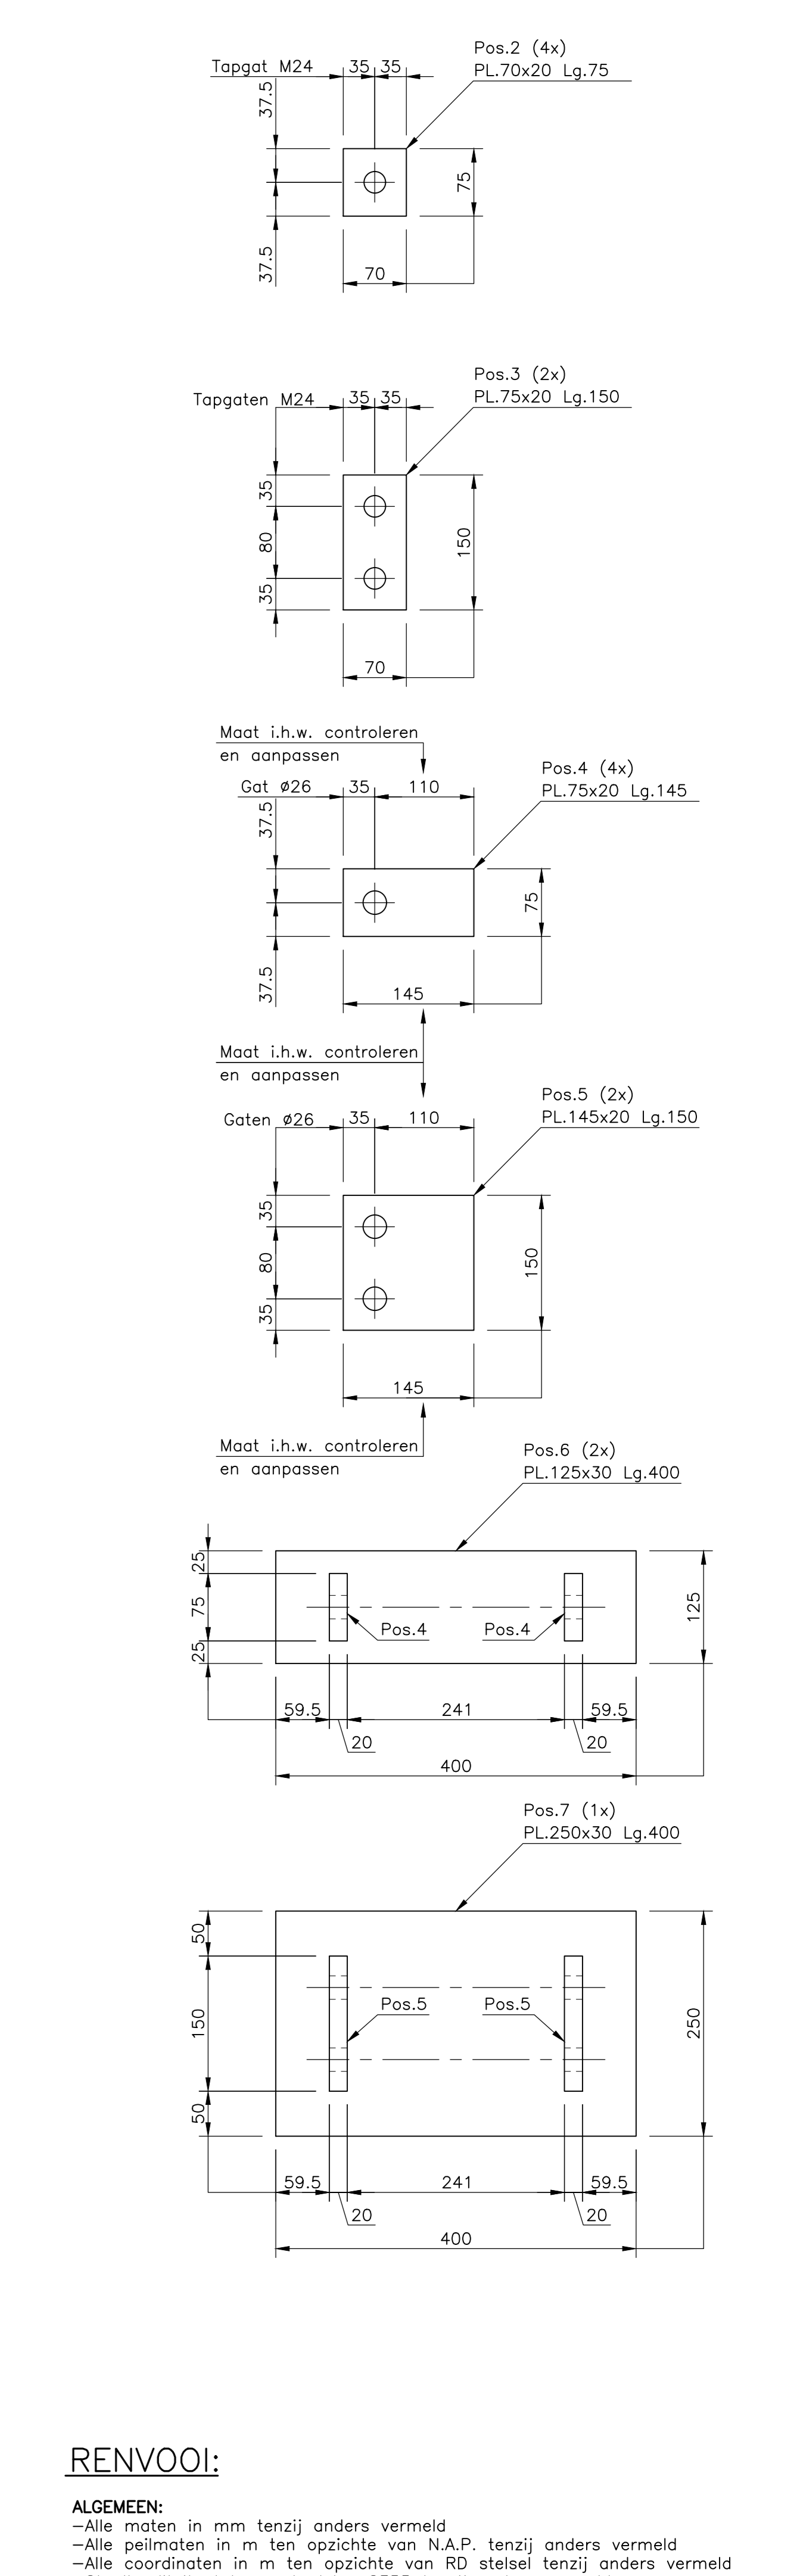 Pos.2 (4x)
PL.70x20 Lg.75
Tapgat M24
35 35
37.5
75
37.5
70
Pos.3 (2x)
PL.75x20 Lg.150
Tapgaten M24
35 35
35
80
150
35
70
Maat i.h.w. controleren
en aanpassen
Pos.4 (4x)
PL.75x20 Lg.145
Gat ø26
35 110
37.5
75
37.5
145
Maat i.h.w. controleren
en aanpassen
Pos.5 (2x)
PL.145x20 Lg.150
Gaten ø26
35 110
35
80
150
35
145
Maat i.h.w. controleren
en aanpassen
Pos.6 (2x)
PL.125x30 Lg.400
25
75
125
Pos.4 Pos.4
25
59.5 241 59.5
20 20
400
Pos.7 (1x)
PL.250x30 Lg.400
50
Pos.5 Pos.5
150
250
50
59.5 241 59.5
20 20
400
RENVOOI:
ALGEMEEN:
-Alle maten in mm tenzij anders vermeld
-Alle peilmaten in m ten opzichte van N.A.P. tenzij anders vermeld
-Alle coordinaten in m ten opzichte van RD stelsel tenzij anders vermeld